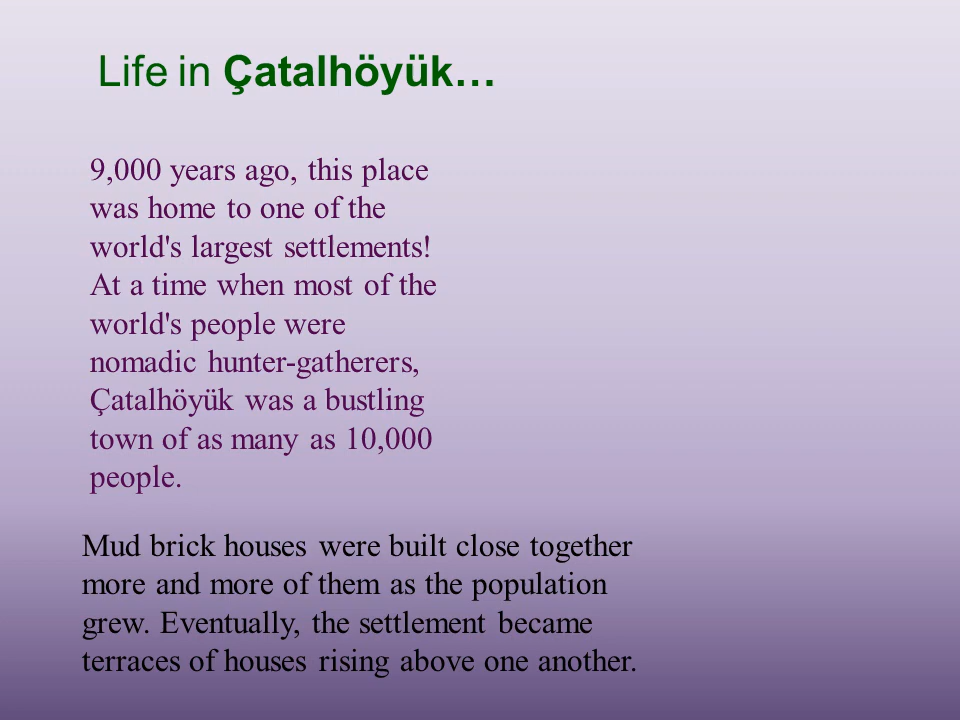 Life in Çatalhöyük…
9,000 years ago, this place
was home to one of the
world's largest settlements!
At a time when most of the
world's people were
nomadic hunter-gatherers,
Çatalhöyük was a bustling
town of as many as 10,000
people.
Mud brick houses were built close together
more and more of them as the population
grew. Eventually, the settlement became
terraces of houses rising above one another.